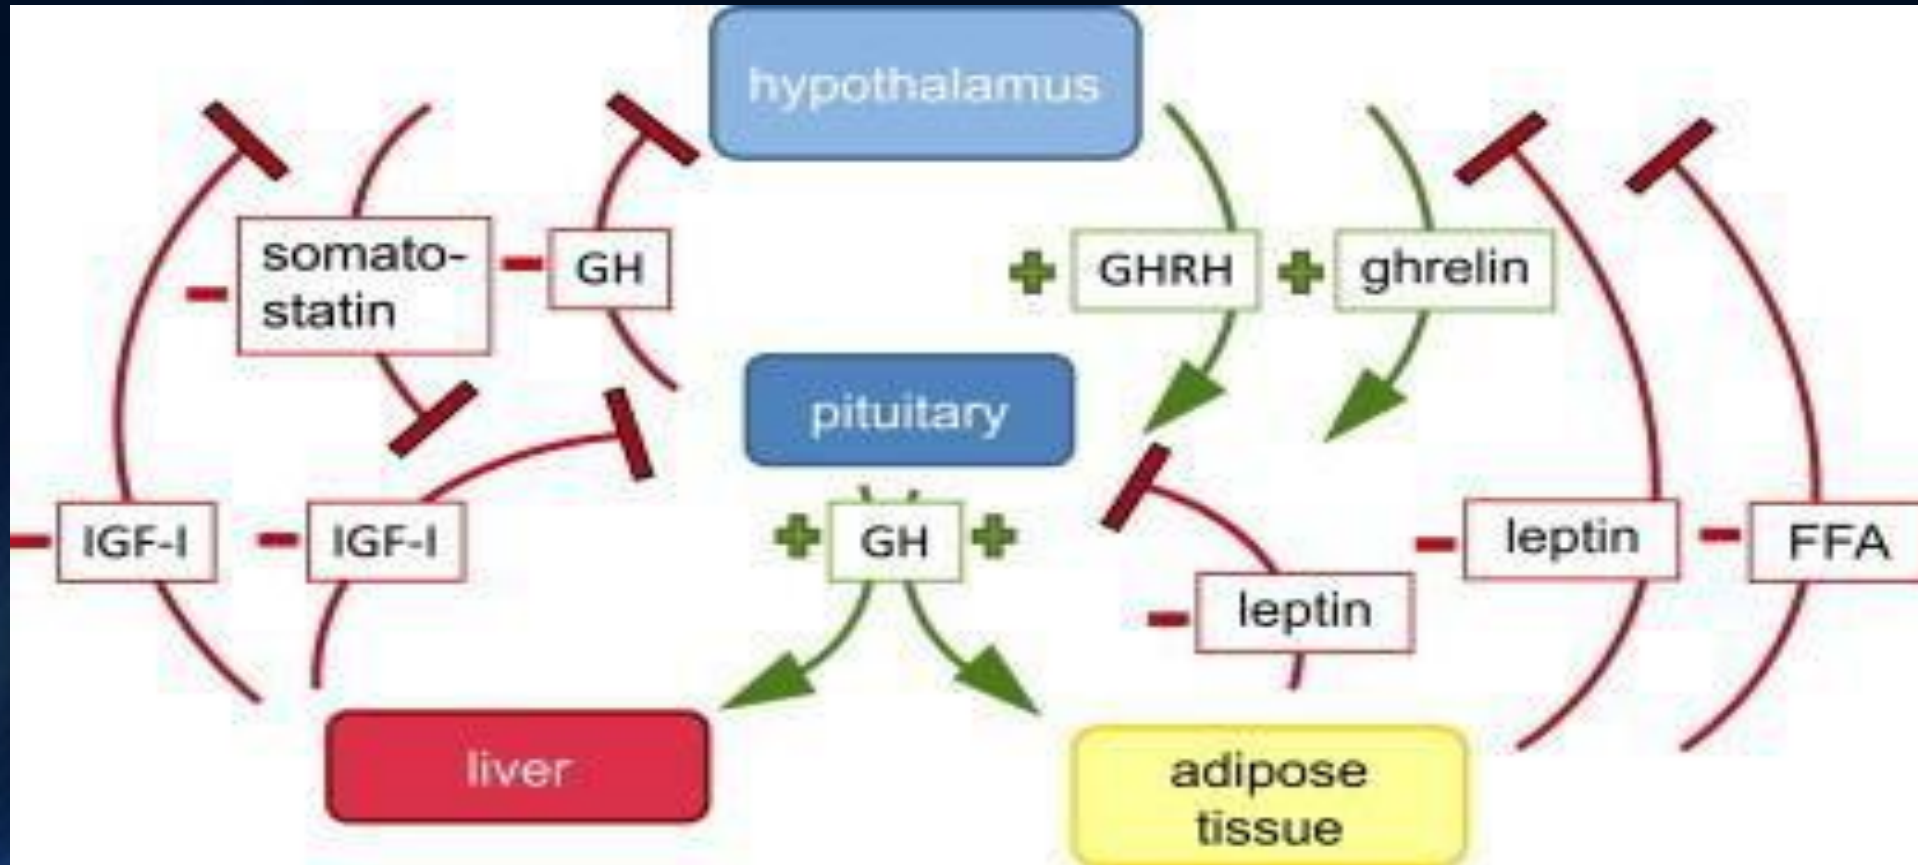 hypothalamus
somato-
statin
GH
GHRH
ghrelin
pituitary
IGF-I
IGF-I
GH
leptin
leptin
FFA
liver
adipose
tissue